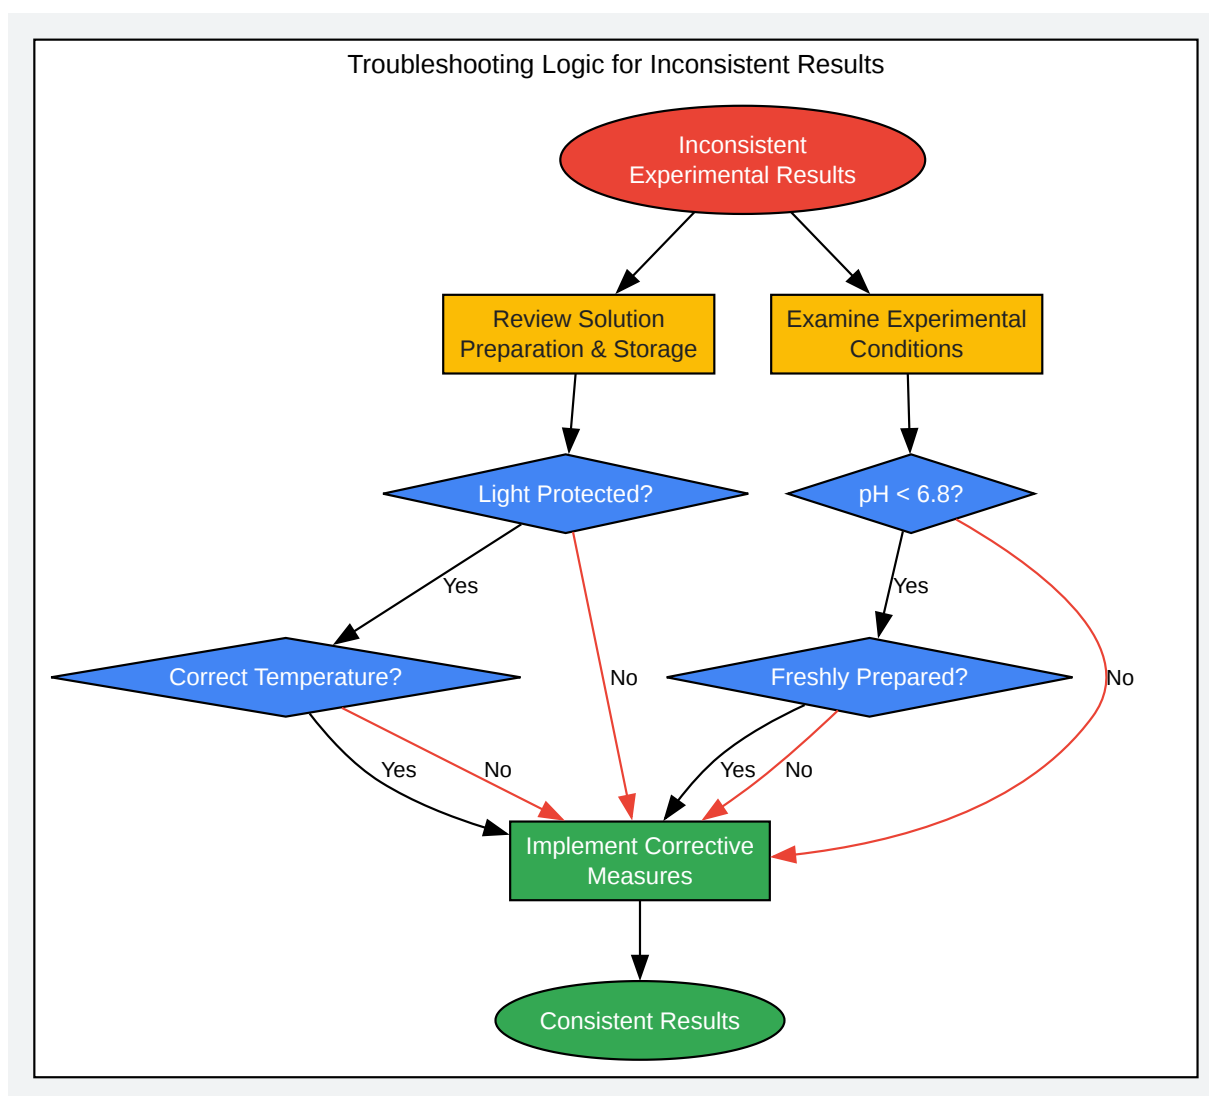 Troubleshooting Logic for Inconsistent Results
Inconsistent
Experimental Results
Review Solution
Preparation & Storage
Examine Experimental
Conditions
Light Protected?
pH < 6.8?
Yes
Yes
Correct Temperature?
No
Freshly Prepared?
No
Yes
No
Yes
No
Implement Corrective
Measures
Consistent Results